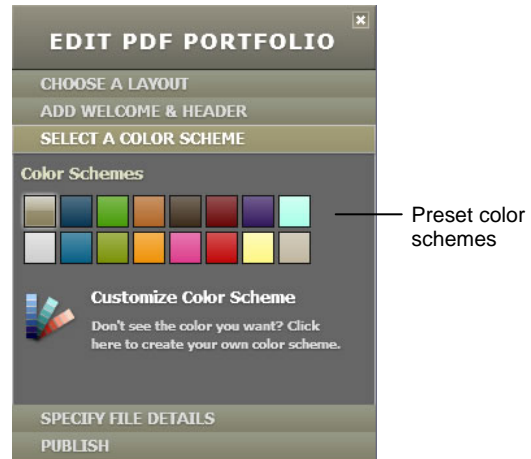 EDIT PDF PORTFOLIO
CHOOSE A LAYOUT
ADD WELCOME & HEADER
SELECT A COLOR SCHEME
Color Schemes
Preset color
schemes
Customize Color Scheme
Don't see the color you want? Click
here to create your own color scheme.
SPECIFY FILE DETAILS
PUBLISH